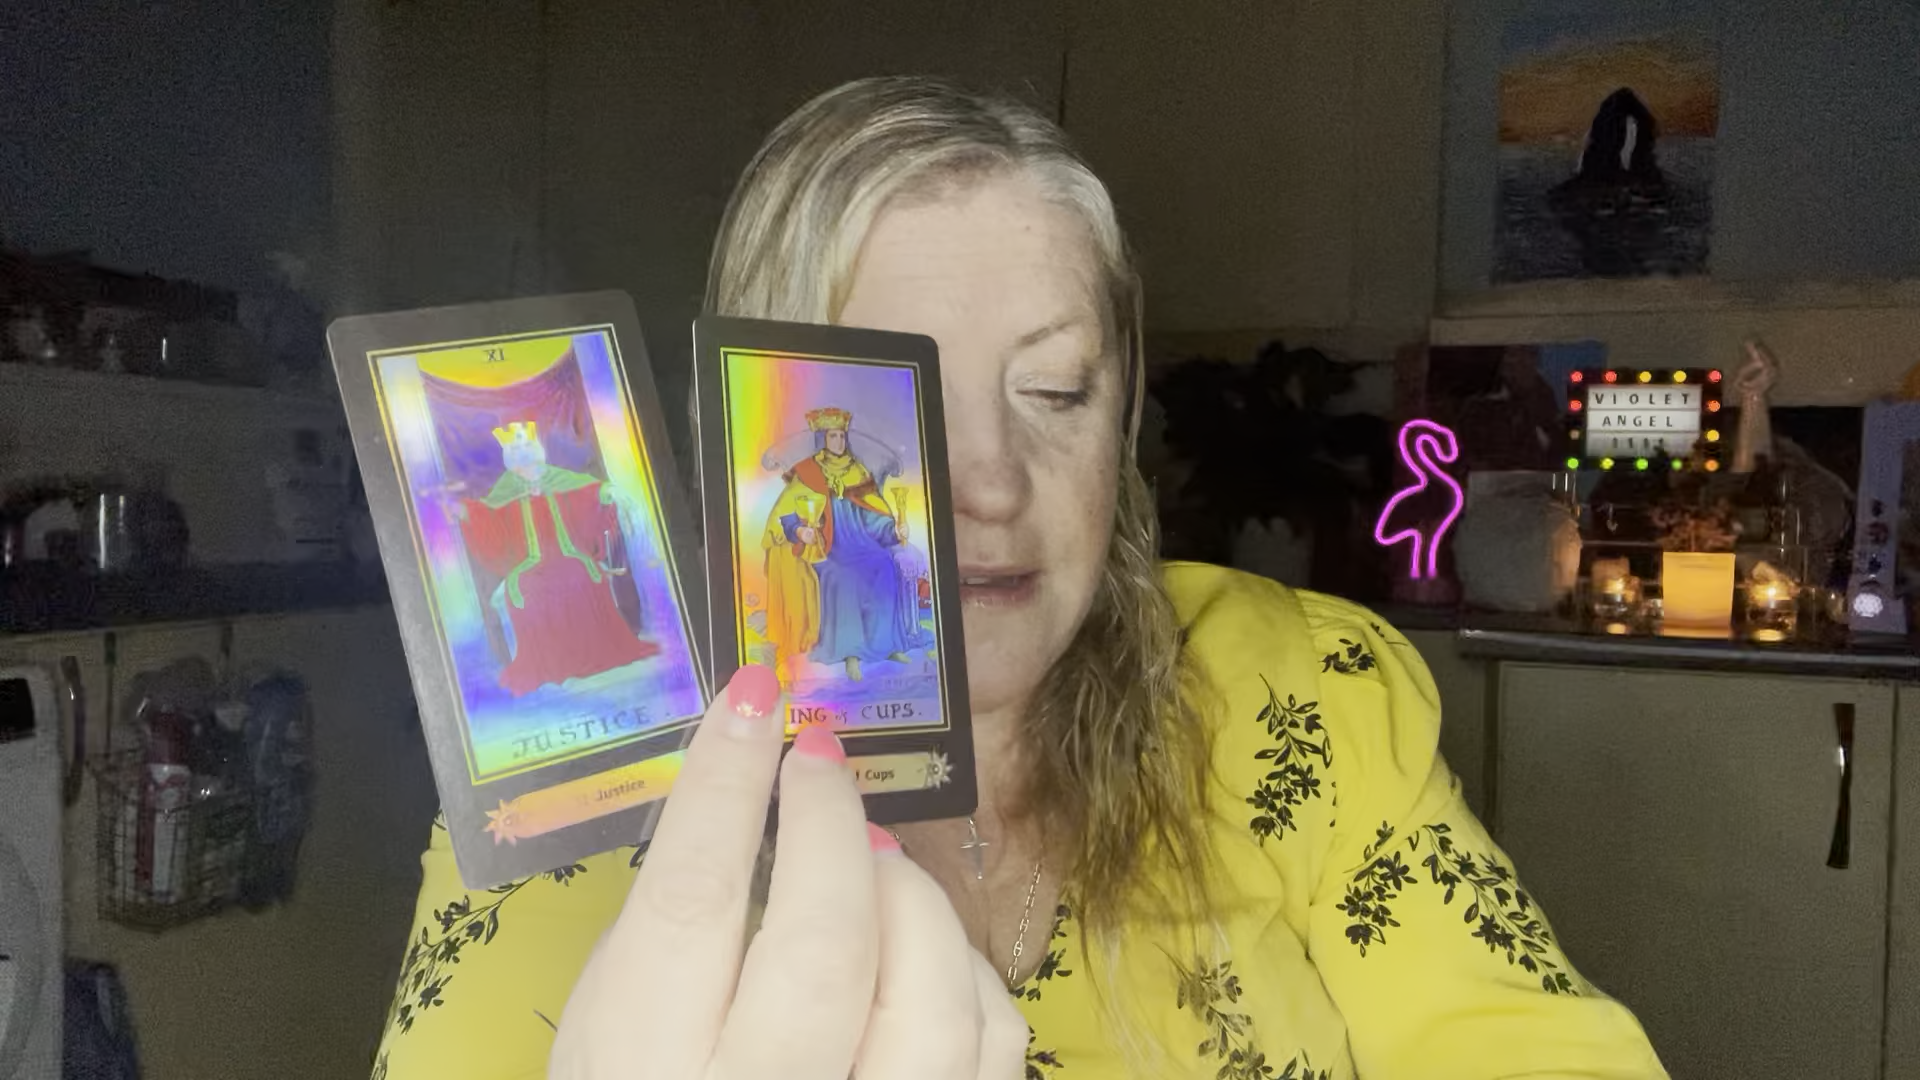 XI
JUSTICE.
Justice
ING of CUPS.
Cups
VIOLET
ANGEL